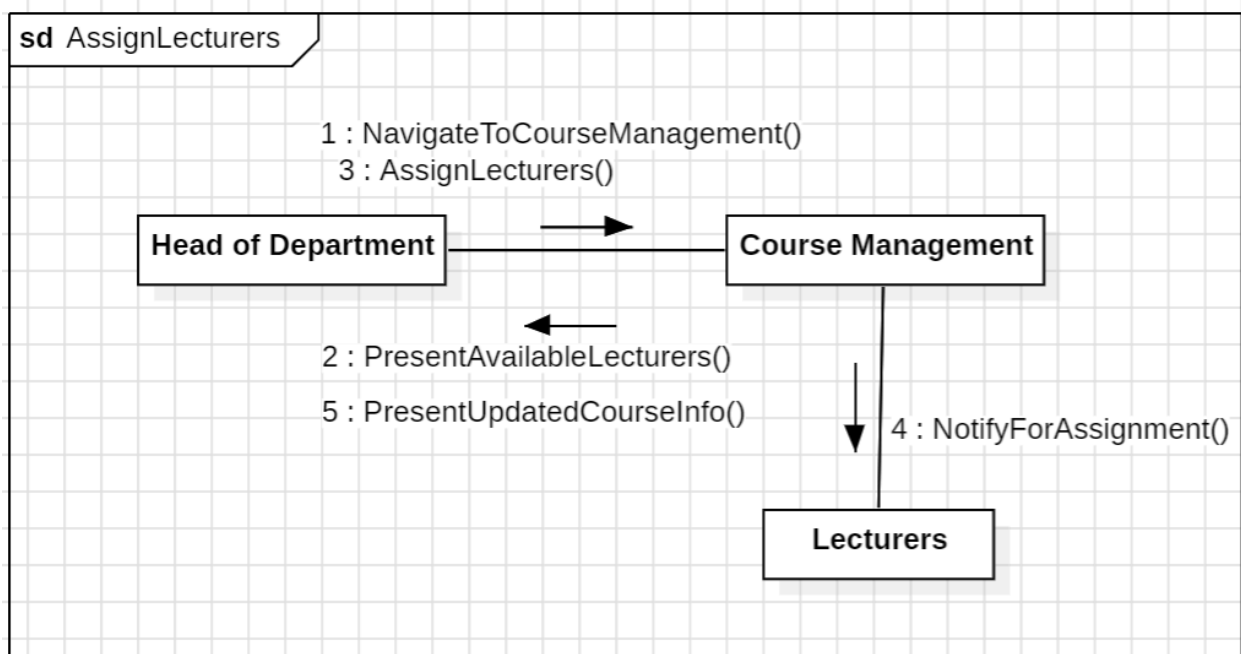 sd AssignLecturers
1 : NavigateToCourseManagement()
3 : AssignLecturers()
Head of Department
Course Management
2 : PresentAvailableLecturers()
5 : PresentUpdatedCourseInfo()
4 : NotifyForAssignment()
Lecturers